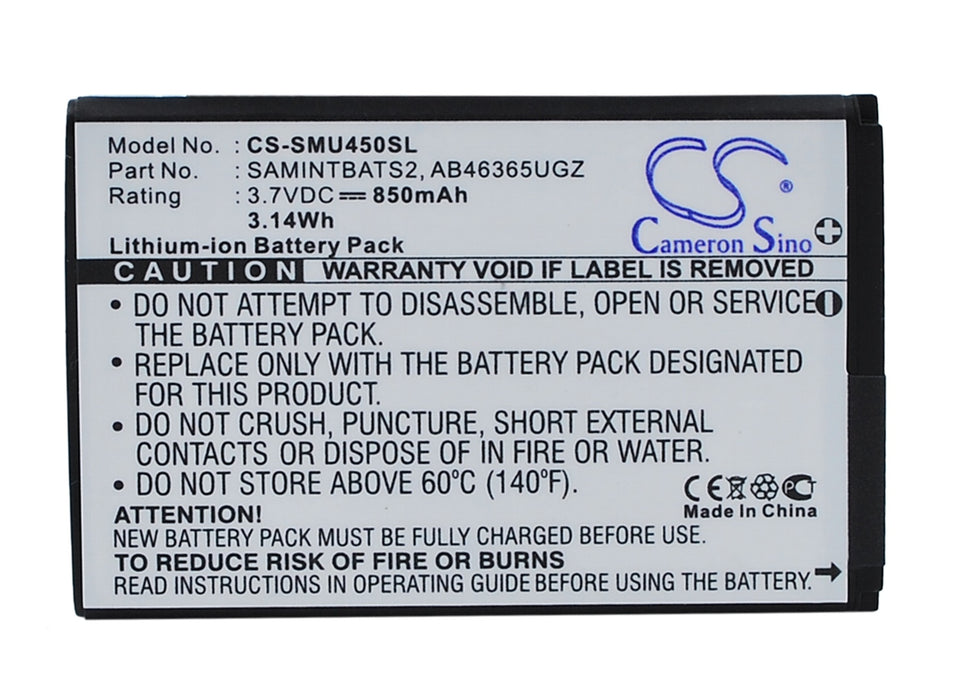 Model No. : CS-SMU450SL
Part No. : SAMINTBATS2, AB46365UGZ
Rating : 3.7VDC 850mAh
3.14Wh
Lithium-ion Battery Pack
CS ®
Cameron Sino
CAUTION WARRANTY VOID IF LABEL IS REMOVED
• DO NOT ATTEMPT TO DISASSEMBLE, OPEN OR SERVICE
THE BATTERY PACK.
• REPLACE ONLY WITH THE BATTERY PACK DESIGNATED
FOR THIS PRODUCT.
• DO NOT CRUSH, PUNCTURE, SHORT EXTERNAL
CONTACTS OR DISPOSE OF IN FIRE OR WATER.
• DO NOT STORE ABOVE 60°C (140°F).
CE PCT
Made In China
ATTENTION!
NEW BATTERY PACK MUST BE FULLY CHARGED BEFORE USE.
TO REDUCE RISK OF FIRE OR BURNS
READ INSTRUCTIONS IN OPERATING GUIDE BEFORE USING THE BATTERY.